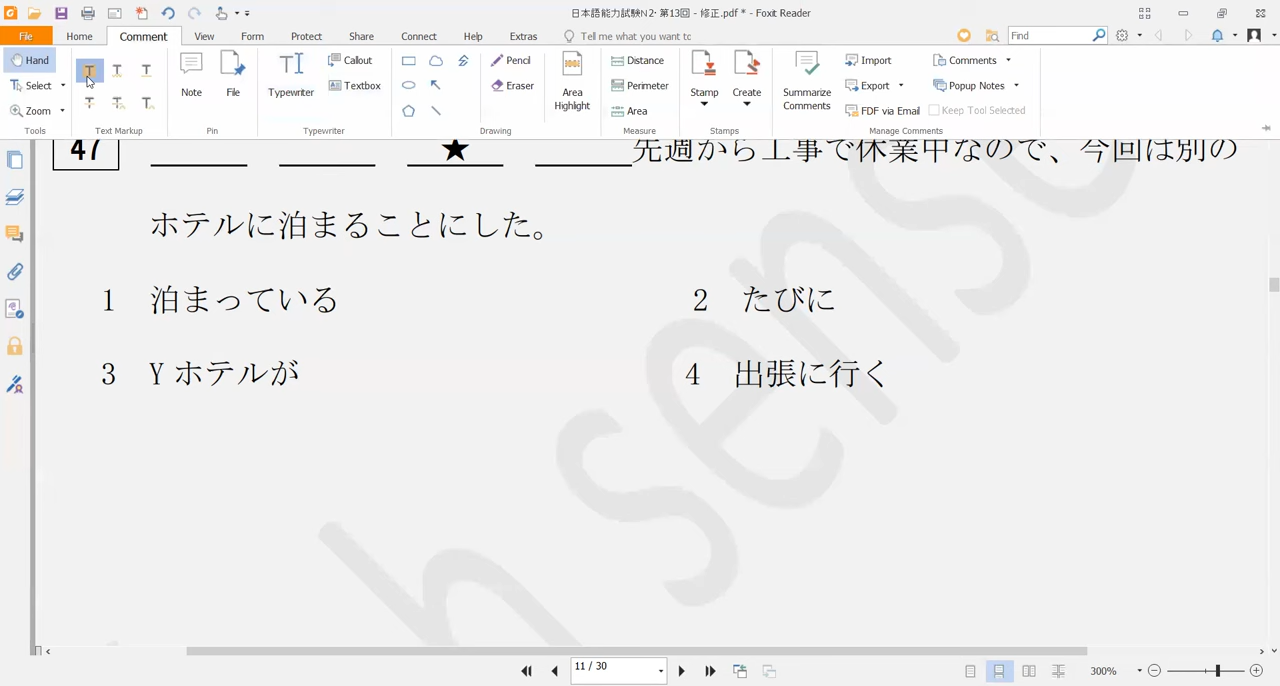 日本語能力試験N2・第13回 - 修正.pdf * - Foxit Reader
File Home Comment View Form Protect Share Connect Help Extras Tell me what you want to Find
Hand Select Zoom Tools
Text Markup
Note File Pin
Typewriter Callout Textbox Typewriter
Pencil Eraser Area Highlight Drawing
Distance Perimeter Area Measure
Stamp Create Stamps
Summarize Comments Import Export FDF via Email Comments Popup Notes Keep Tool Selected Manage Comments
47 ★ 先週から工事で休業中なので、今回は別の
ホテルに泊まることにした。
1 泊まっている 2 たびに
3 Yホテルが 4 出張に行く
h sense
11 / 30 300%